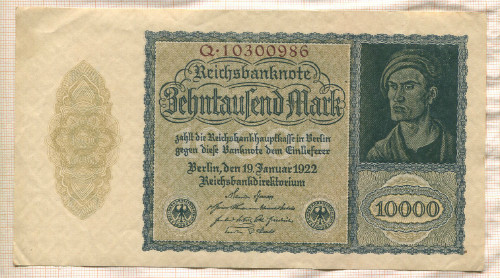 Q·10300986
Reichsbanknote
Zehntausend Mark
zahlt die Reichsbankhauptkasse in Berlin
gegen diese Banknote dem Einlieferer
Berlin, den 19. Januar 1922
Reichsbankdirektorium
10000